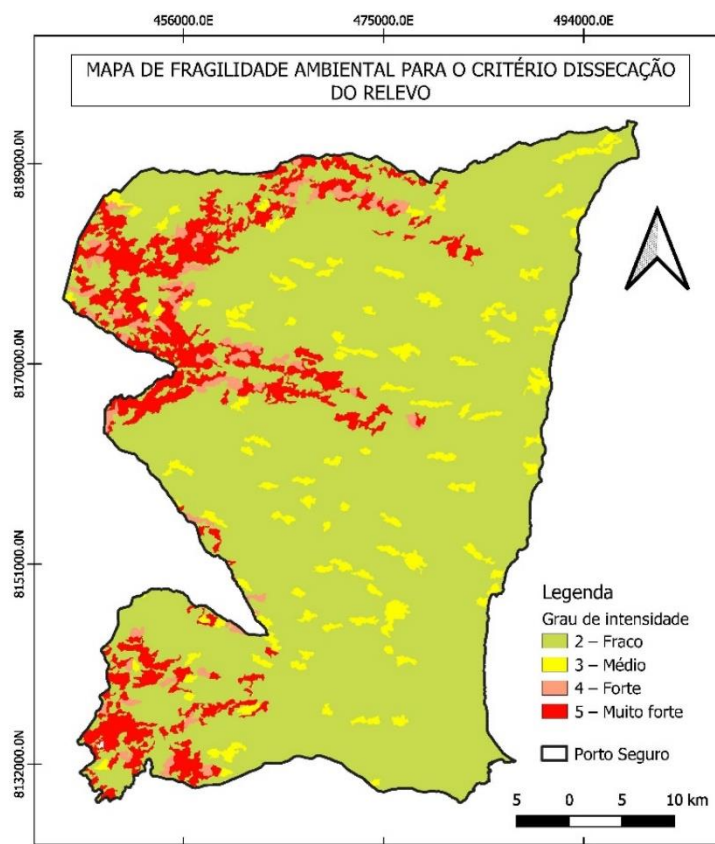 456000.0E 475000.0E 494000.0E
MAPA DE FRAGILIDADE AMBIENTAL PARA O CRITÉRIO DISSECAÇÃO
DO RELEVO
8189000.0N
8170000.0N
8151000.0N
8132000.0N
Legenda
Grau de intensidade
2 – Fraco
3 – Médio
4 – Forte
5 – Muito forte
Porto Seguro
5 0 5 10 km